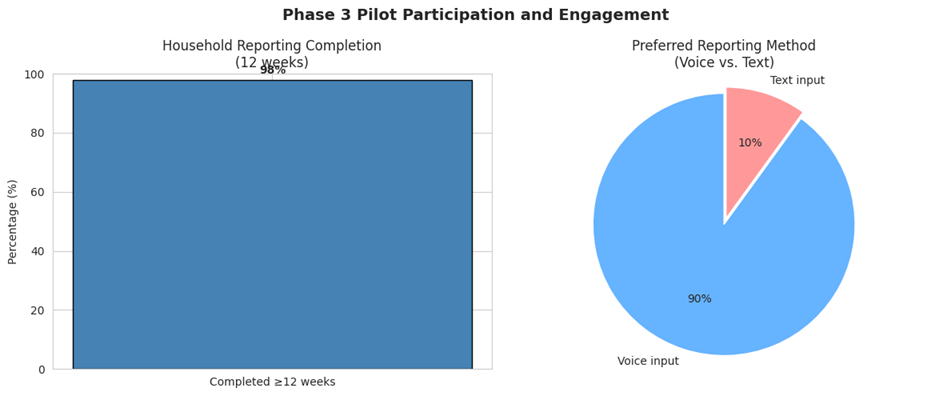 Phase 3 Pilot Participation and Engagement
Household Reporting Completion
(12 weeks)
98%
100
80
60
40
20
0
Percentage (%)
Completed ≥12 weeks
Preferred Reporting Method
(Voice vs. Text)
Text input
10%
90%
Voice input